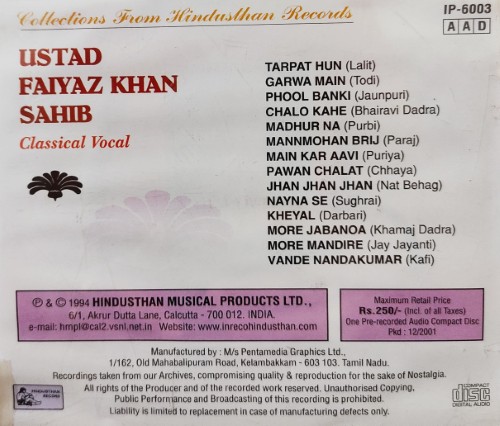 Collections From Hindusthan Records
IP-6003
AAD
USTAD
FAIYAZ KHAN
SAHIB
Classical Vocal
TARPAT HUN (Lalit)
GARWA MAIN (Todi)
PHOOL BANKI (Jaunpuri)
CHALO KAHE (Bhairavi Dadra)
MADHUR NA (Purbi)
MANNMOHAN BRIJ (Paraj)
MAIN KAR AAVI (Puriya)
PAWAN CHALAT (Chhaya)
JHAN JHAN JHAN (Nat Behag)
NAYNA SE (Sughrai)
KHEYAL (Darbari)
MORE JABANOA (Khamaj Dadra)
MORE MANDIRE (Jay Jayanti)
VANDE NANDAKUMAR (Kafi)
℗ & © 1994 HINDUSTHAN MUSICAL PRODUCTS LTD.,
6/1, Akrur Dutta Lane, Calcutta - 700 012. INDIA.
e-mail: hmpl@cal2.vsnl.net.in Website: www.inrecohindusthan.com
Maximum Retail Price
Rs.250/- (Incl. of all Taxes)
One Pre-recorded Audio Compact Disc
Pkd : 12/2001
Manufactured by : M/s Pentamedia Graphics Ltd.,
1/162, Old Mahabalipuram Road, Kelambakkam - 603 103. Tamil Nadu.
Recordings taken from our Archives, compromising quality & reproduction for the sake of Nostalgia.
All rights of the Producer and of the recorded work reserved. Unauthorised Copying,
Public Performance and Broadcasting of this recording is prohibited.
Liability is limited to replacement in case of manufacturing defects only.
HINDUSTHAN
RECORD
COMPACT
disc
DIGITAL AUDIO